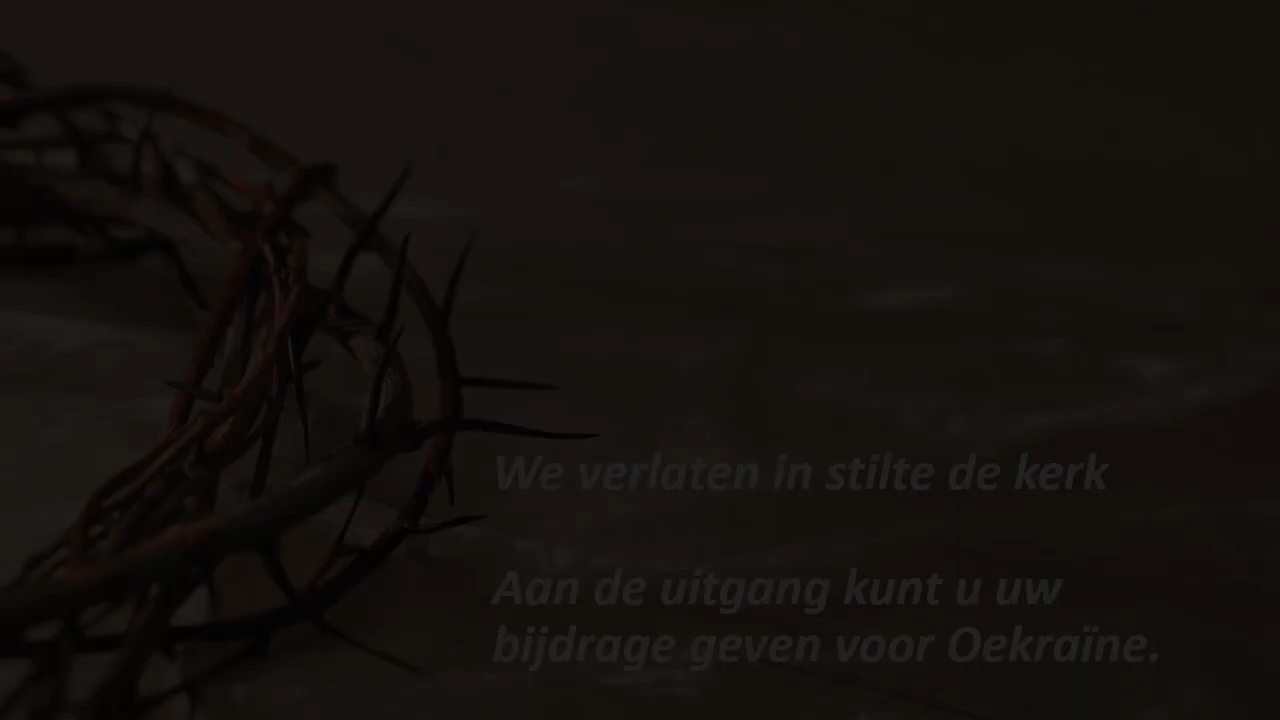 We verlaten in stilte de kerk
Aan de uitgang kunt u uw
bijdrage geven voor Oekraïne.